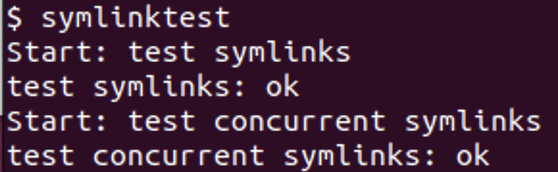 $ symlinktest
Start: test symlinks
test symlinks: ok
Start: test concurrent symlinks
test concurrent symlinks: ok